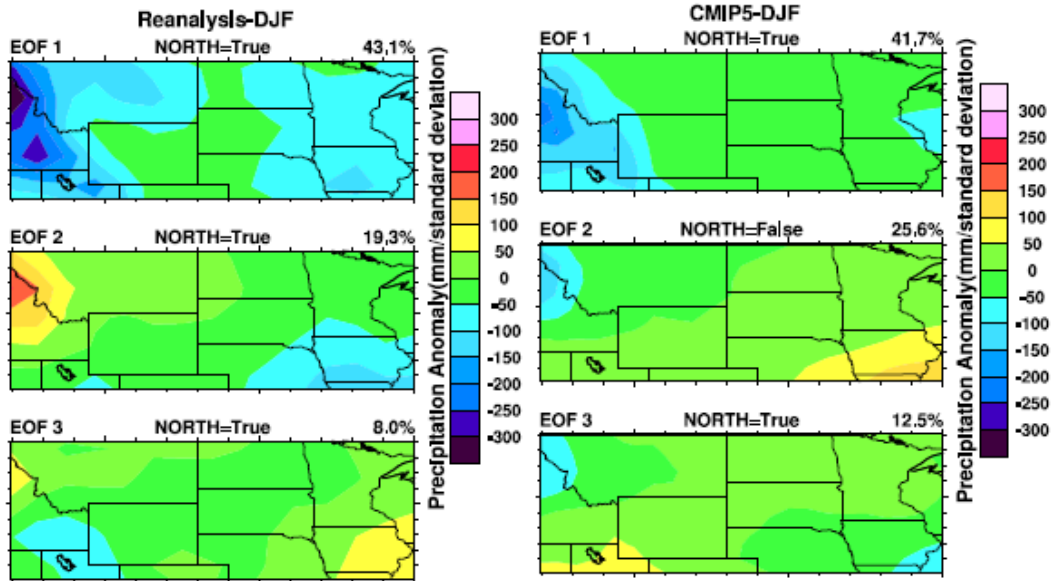 Reanalysis-DJF
EOF 1 NORTH=True 43,1%
EOF 2 NORTH=True 19,3%
EOF 3 NORTH=True 8.0%
300
250
200
150
100
50
0
-50
-100
-150
-200
-250
-300
Precipitation Anomaly(mm/standard deviation)
CMIP5-DJF
EOF 1 NORTH=True 41,7%
EOF 2 NORTH=False 25,6%
EOF 3 NORTH=True 12.5%
300
250
200
150
100
50
0
-50
-100
-150
-200
-250
-300
Precipitation Anomaly(mm/standard deviation)